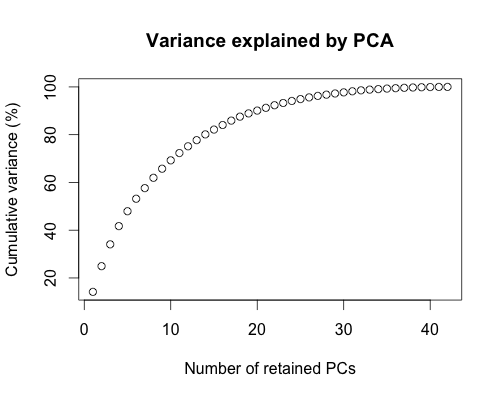 Variance explained by PCA
Cumulative variance (%)
100
80
60
40
20
0 10 20 30 40
Number of retained PCs